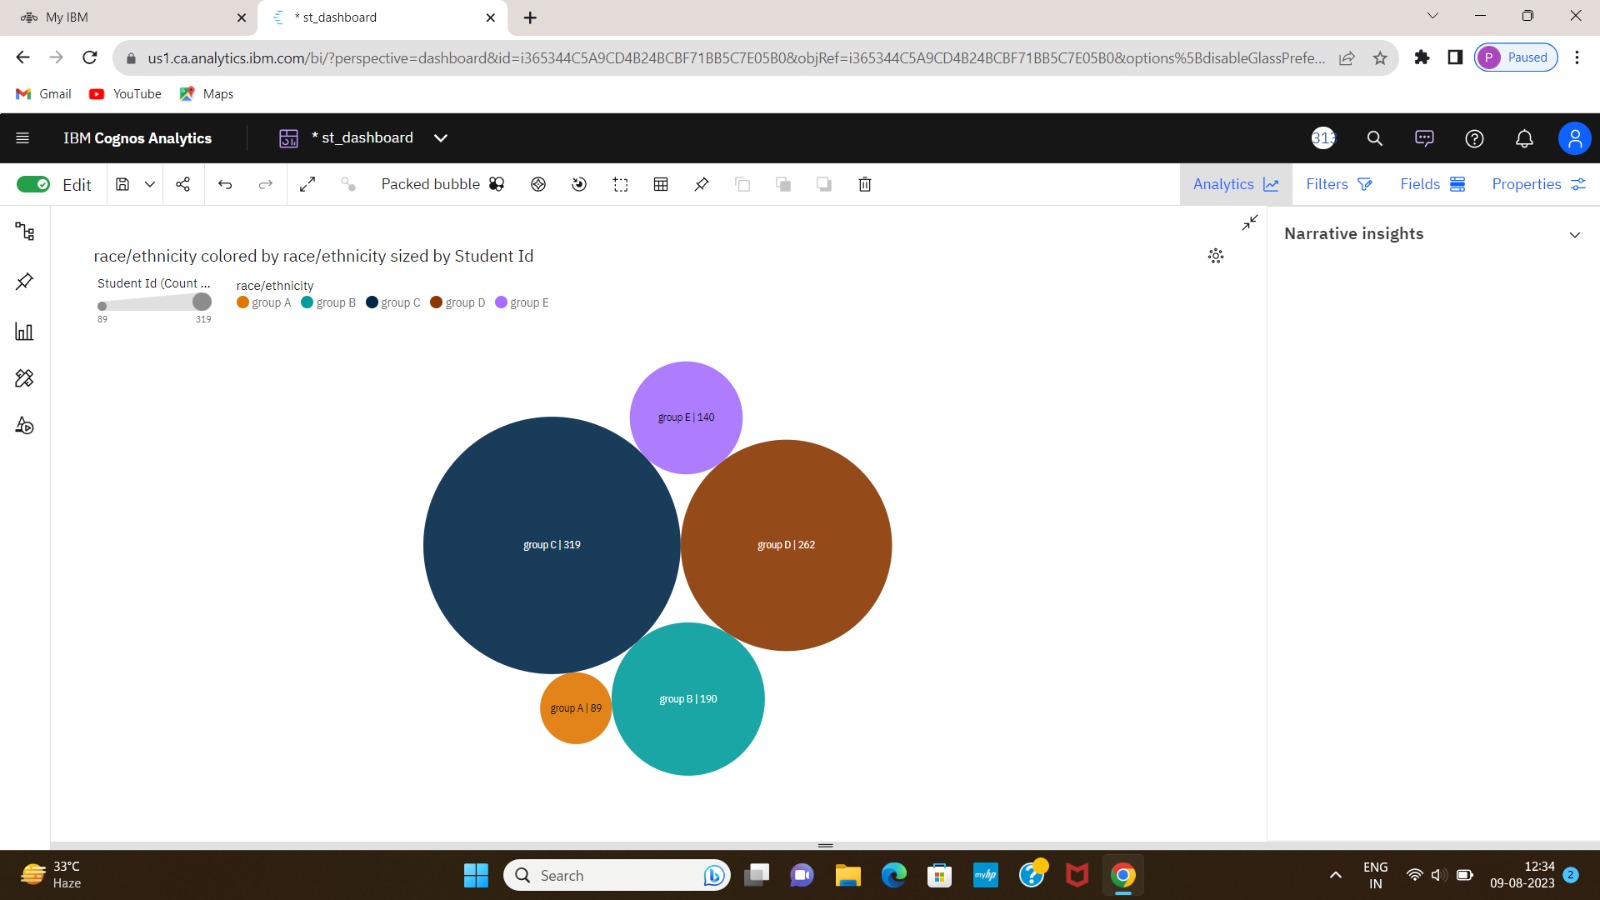 My IBM
* st_dashboard
us1.ca.analytics.ibm.com/bi/?perspective=dashboard&id=i365344C5A9CD4B24BCBF71BB5C7E05B0&objRef=i365344C5A9CD4B24BCBF71BB5C7E05B0&options%5BdisableGlassPrefe...
P Paused
Gmail YouTube Maps
IBM Cognos Analytics * st_dashboard
Edit Packed bubble Analytics Filters Fields Properties
Narrative insights
race/ethnicity colored by race/ethnicity sized by Student Id
Student Id (Count ...
89 319
race/ethnicity
group A group B group C group D group E
group E | 140
group C | 319
group D | 262
group B | 190
group A | 89
33°C
Haze
Search
myhp
ENG
IN
12:34
09-08-2023
2